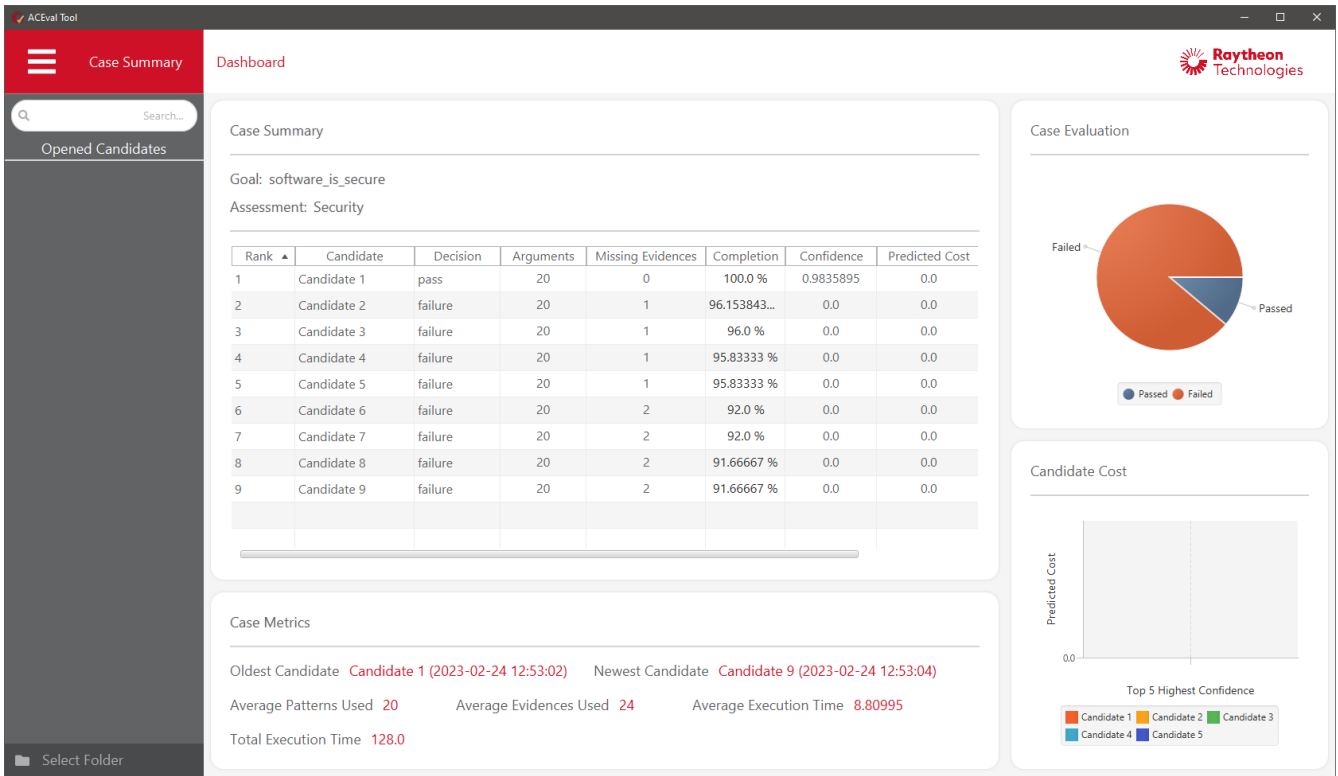 ACEval Tool
Case Summary
Dashboard
Raytheon
Technologies
Search...
Opened Candidates
Case Summary
Goal: software_is_secure
Assessment: Security
Rank Candidate Decision Arguments Missing Evidences Completion Confidence Predicted Cost
1 Candidate 1 pass 20 0 100.0 % 0.9835895 0.0
2 Candidate 2 failure 20 1 96.153843... 0.0 0.0
3 Candidate 3 failure 20 1 96.0 % 0.0 0.0
4 Candidate 4 failure 20 1 95.83333 % 0.0 0.0
5 Candidate 5 failure 20 1 95.83333 % 0.0 0.0
6 Candidate 6 failure 20 2 92.0 % 0.0 0.0
7 Candidate 7 failure 20 2 92.0 % 0.0 0.0
8 Candidate 8 failure 20 2 91.66667 % 0.0 0.0
9 Candidate 9 failure 20 2 91.66667 % 0.0 0.0
Case Evaluation
Failed
Passed
Passed Failed
Case Metrics
Oldest Candidate Candidate 1 (2023-02-24 12:53:02) Newest Candidate Candidate 9 (2023-02-24 12:53:04)
Average Patterns Used 20 Average Evidences Used 24 Average Execution Time 8.80995
Total Execution Time 128.0
Candidate Cost
Predicted Cost
0.0
Top 5 Highest Confidence
Candidate 1 Candidate 2 Candidate 3
Candidate 4 Candidate 5
Select Folder